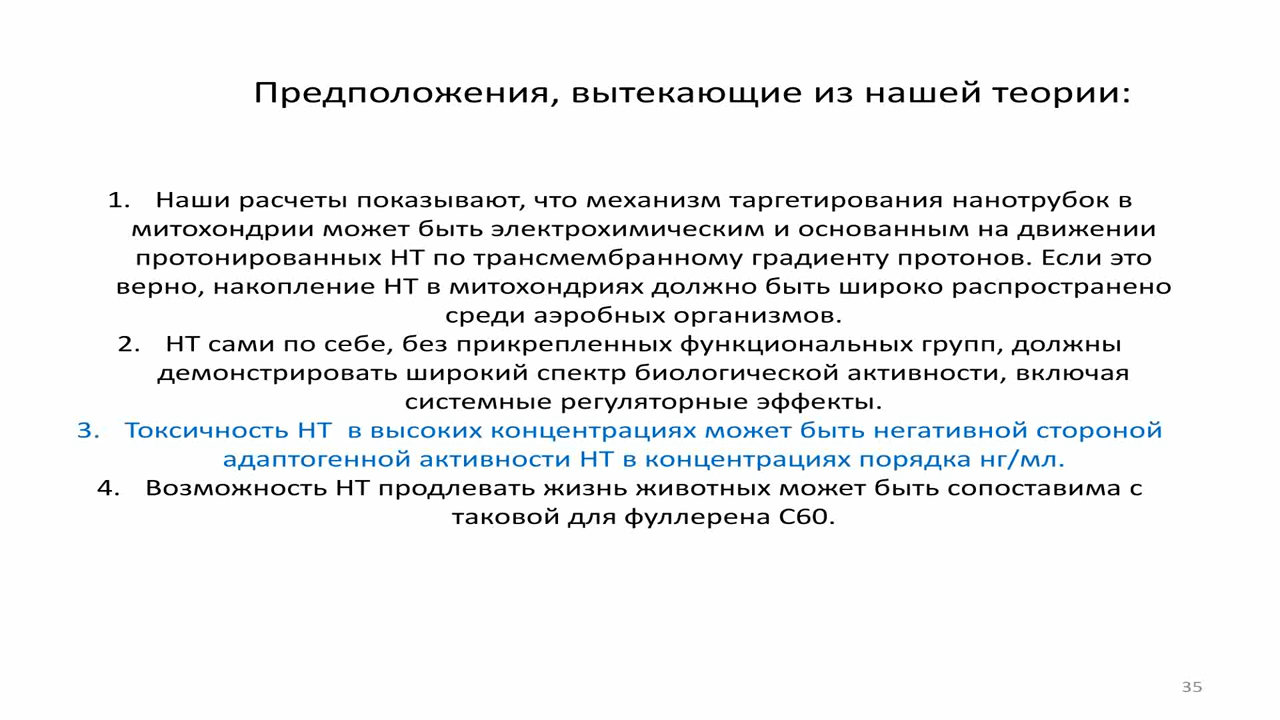 Предположения, вытекающие из нашей теории:
1. Наши расчеты показывают, что механизм таргетирования нанотрубок в
митохондрии может быть электрохимическим и основанным на движении
протонированных НТ по трансмембранному градиенту протонов. Если это
верно, накопление НТ в митохондриях должно быть широко распространено
среди аэробных организмов.
2. НТ сами по себе, без прикрепленных функциональных групп, должны
демонстрировать широкий спектр биологической активности, включая
системные регуляторные эффекты.
3. Токсичность НТ в высоких концентрациях может быть негативной стороной
адаптогенной активности НТ в концентрациях порядка нг/мл.
4. Возможность НТ продлевать жизнь животных может быть сопоставима с
таковой для фуллерена С60.
35